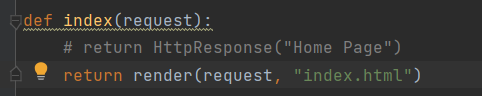 def index(request):
    # return HttpResponse("Home Page")
    return render(request, "index.html")